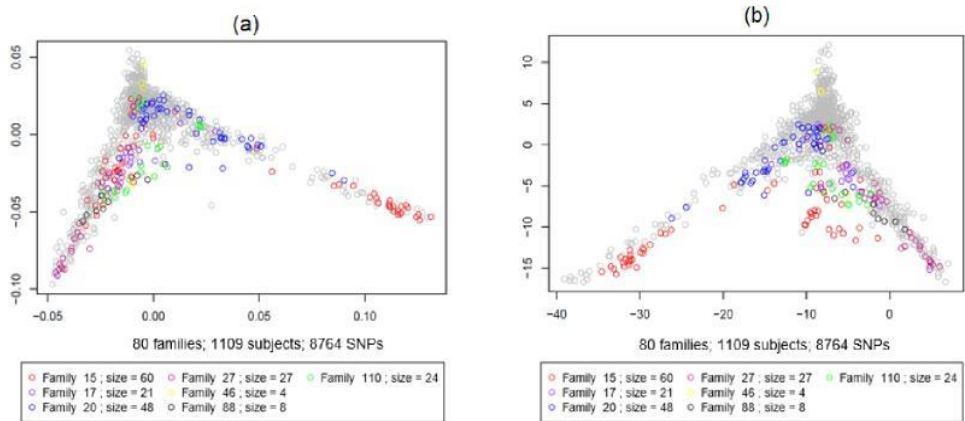 (a)
0.05
0.00
−0.05
−0.10
−0.05 0.00 0.05 0.10
80 families; 1109 subjects; 8764 SNPs
Family 15 ; size = 60 Family 27 ; size = 27 Family 110 ; size = 24
Family 17 ; size = 21 Family 46 ; size = 4
Family 20 ; size = 48 Family 88 ; size = 8
(b)
10
5
0
−5
−10
−15
−40 −30 −20 −10 0
80 families; 1109 subjects; 8764 SNPs
Family 15 ; size = 60 Family 27 ; size = 27 Family 110 ; size = 24
Family 17 ; size = 21 Family 46 ; size = 4
Family 20 ; size = 48 Family 88 ; size = 8